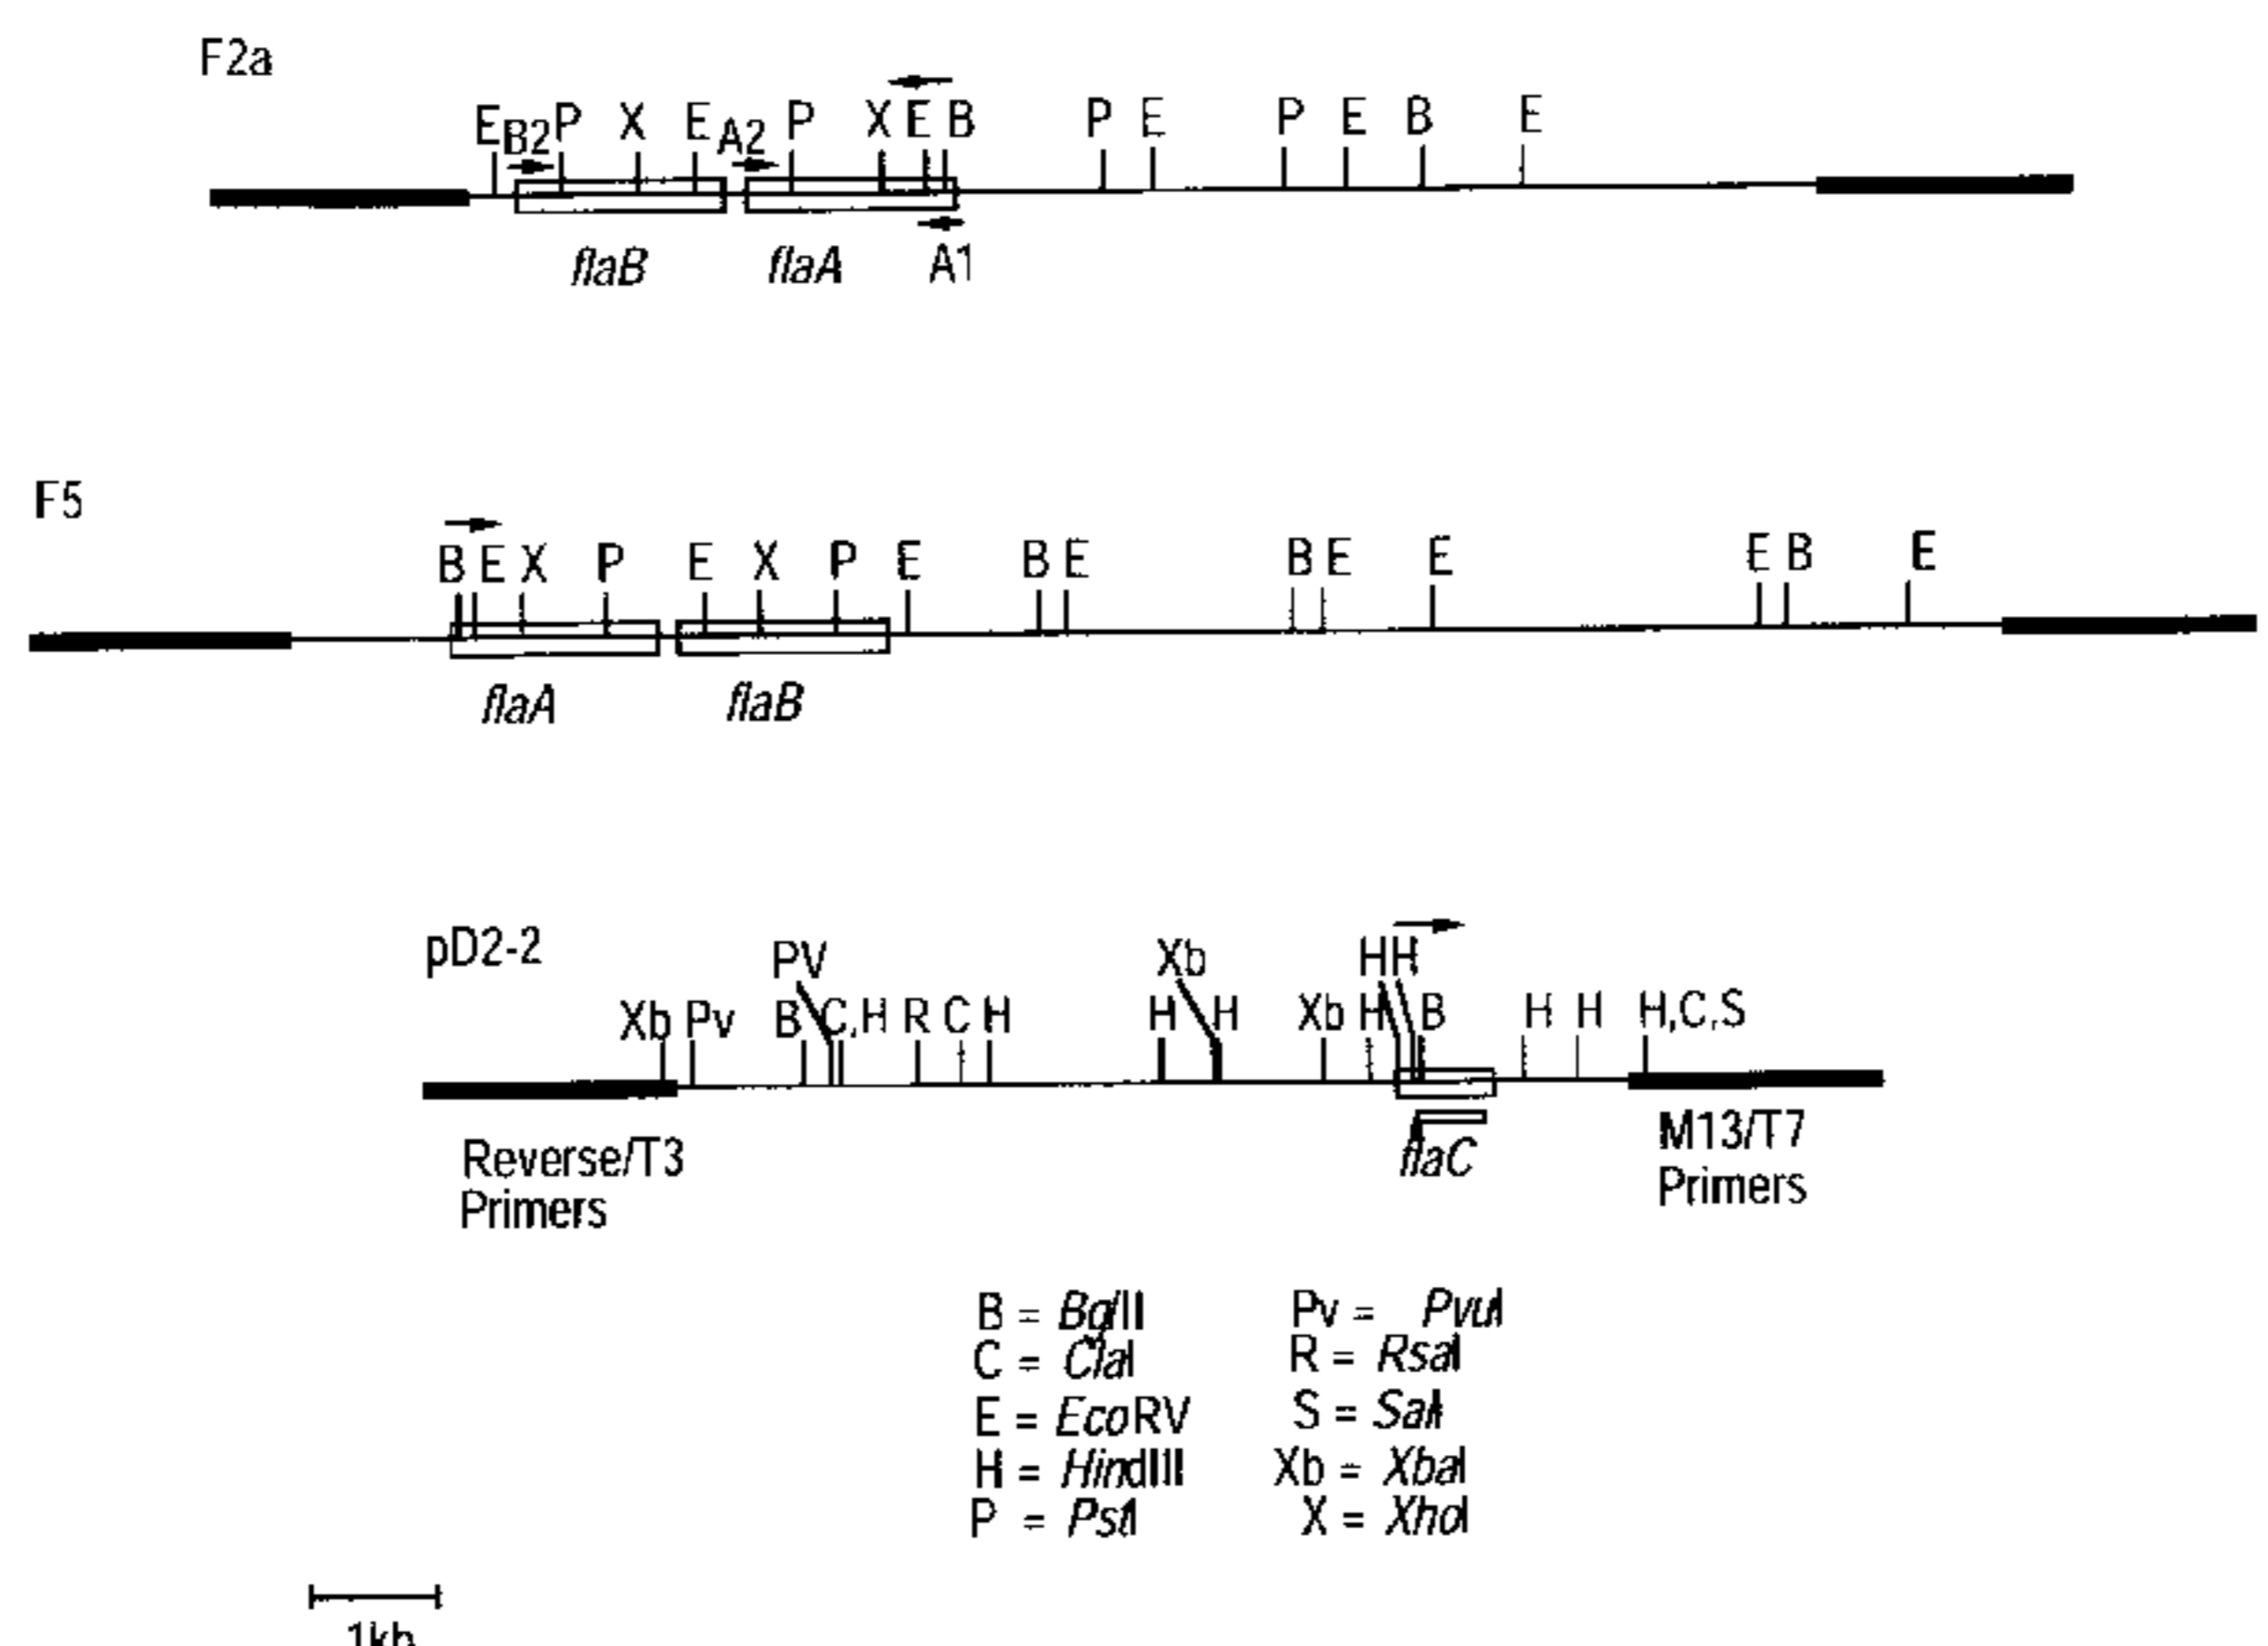 F2a
E B2 P X E A2 P X E B P E P E B E
flaB flaA A1
F5
B E X P E X P E B E B E E E B E
flaA flaB
pD2-2
PV Xb HH
Xb Pv B C,H R C H H H Xb H B H H H,C,S
flaC
Reverse/T3
Primers
M13/T7
Primers
B = BglII Pv = PvuI
C = ClaI R = RsaI
E = EcoRV S = SalI
H = HindIII Xb = XbaI
P = PstI X = XhoI
1kb